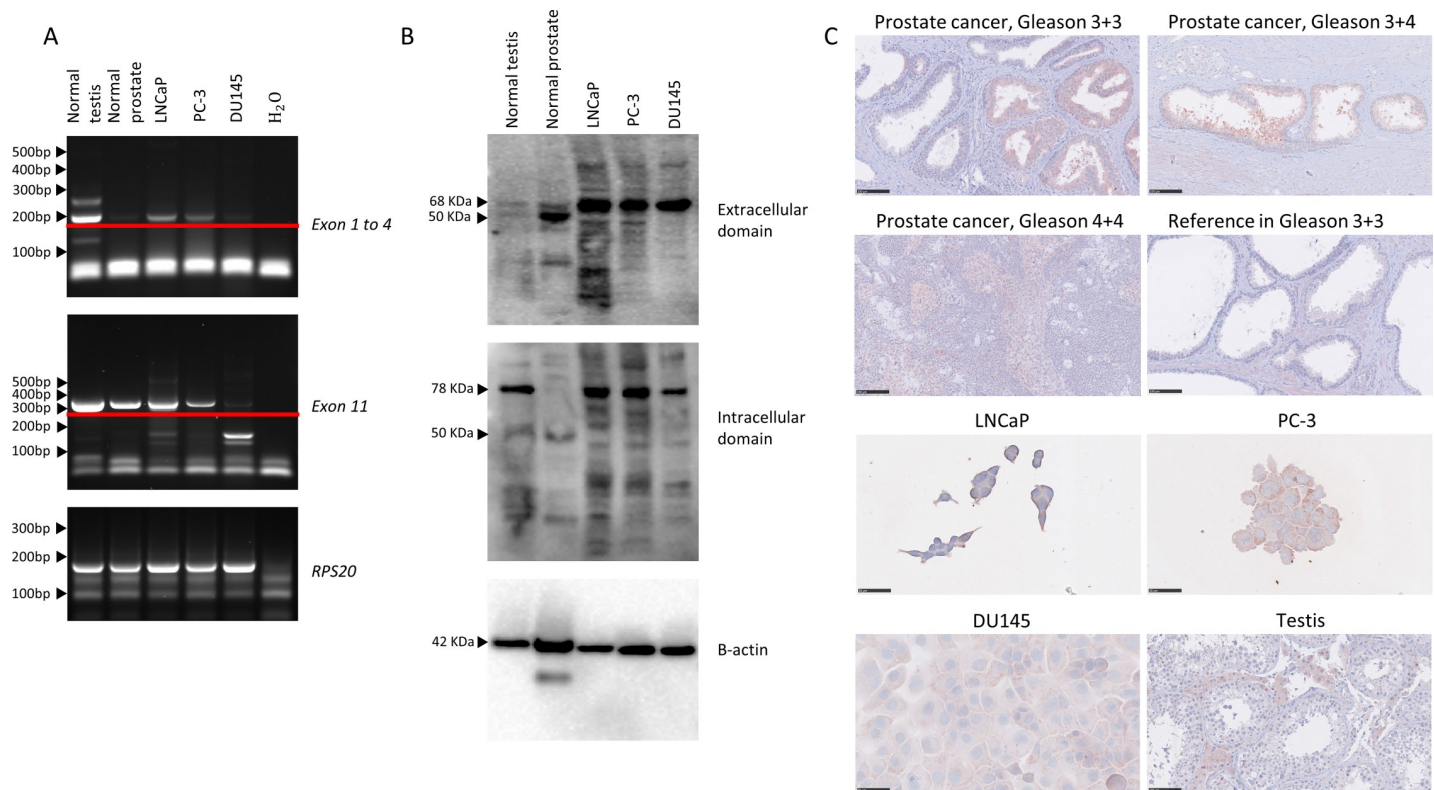 A
Normal testis
Normal prostate
LNCaP
PC-3
DU145
H₂O
500bp
400bp
300bp
200bp
100bp
Exon 1 to 4
500bp
400bp
300bp
200bp
100bp
Exon 11
300bp
200bp
100bp
RPS20
B
Normal testis
Normal prostate
LNCaP
PC-3
DU145
68 KDa
50 KDa
Extracellular
domain
78 KDa
50 KDa
Intracellular
domain
42 KDa
B-actin
C
Prostate cancer, Gleason 3+3
Prostate cancer, Gleason 3+4
Prostate cancer, Gleason 4+4
Reference in Gleason 3+3
LNCaP
PC-3
DU145
Testis